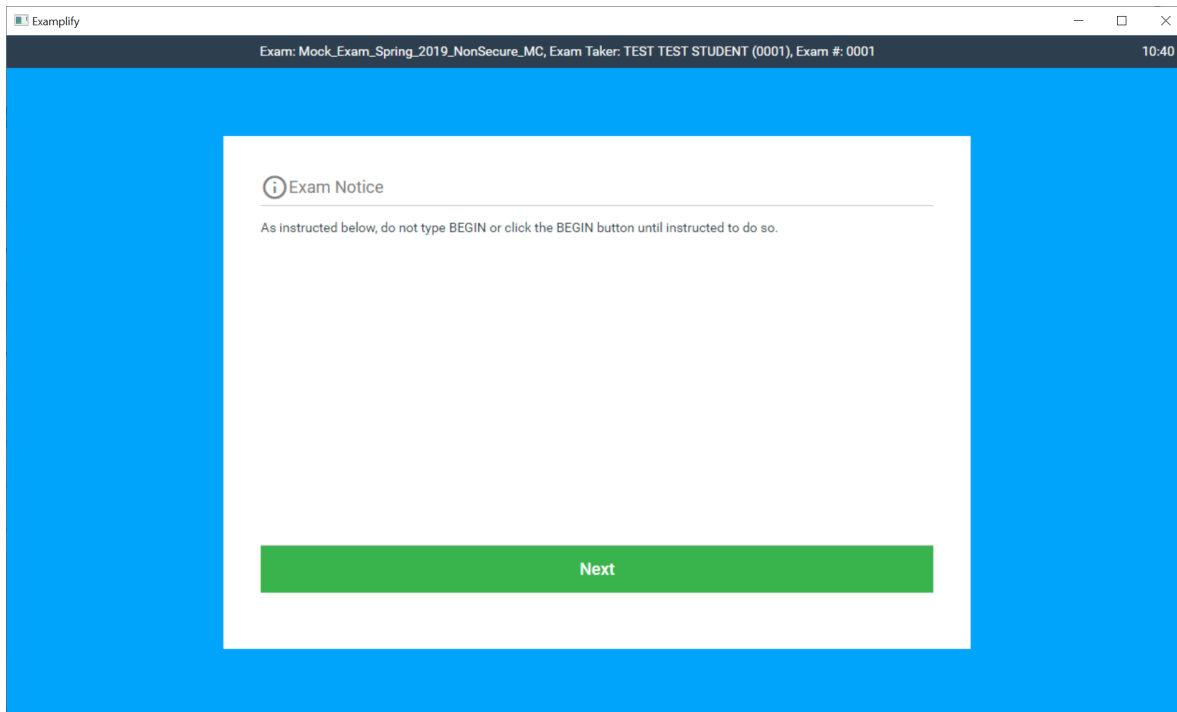 Examplify
Exam: Mock_Exam_Spring_2019_NonSecure_MC, Exam Taker: TEST TEST STUDENT (0001), Exam #: 0001
10:40
Exam Notice
As instructed below, do not type BEGIN or click the BEGIN button until instructed to do so.
Next